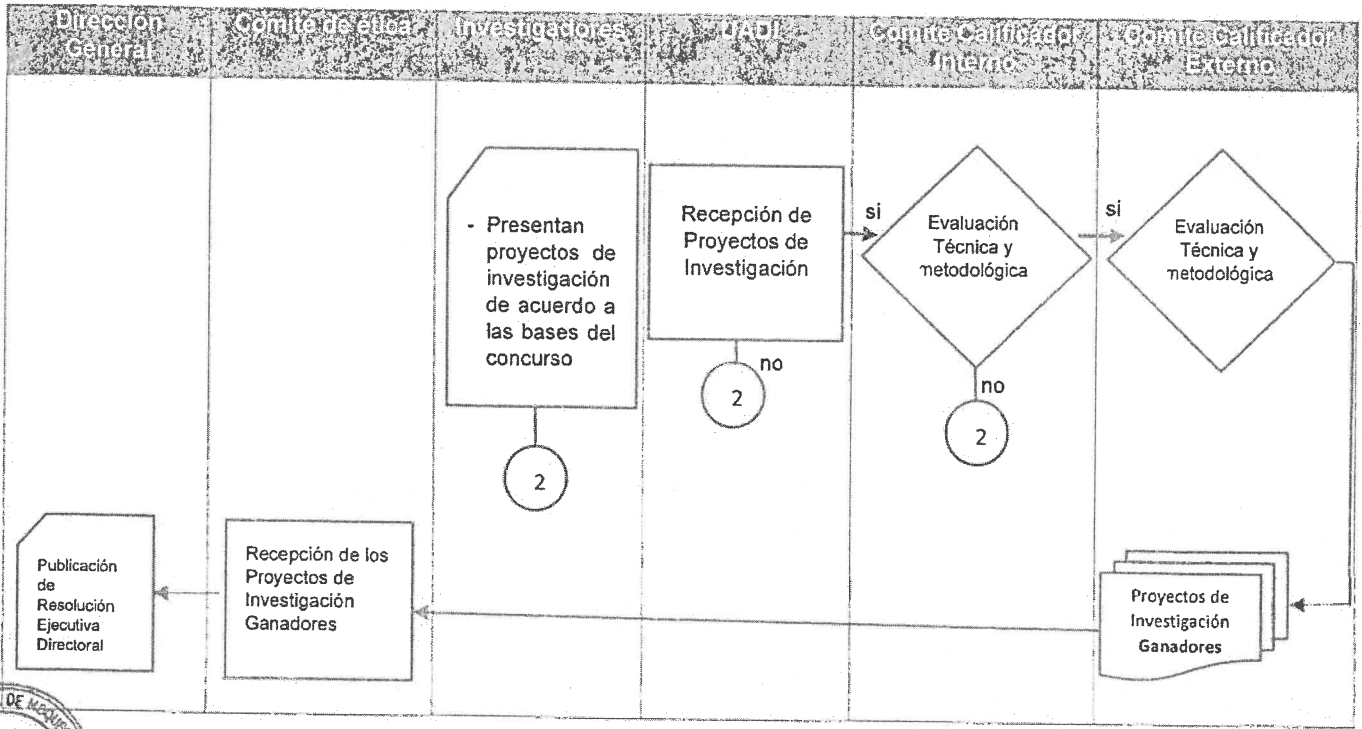 Dirección
General
Comité de ética
Investigadores
UADI
Comité Calificador
Interno
Comité Calificador
Externo
- Presentan
proyectos de
investigación
de acuerdo a
las bases del
concurso
2
Recepción de
Proyectos de
Investigación
no
2
si
Evaluación
Técnica y
metodológica
no
2
si
Evaluación
Técnica y
metodológica
Publicación
de
Resolución
Ejecutiva
Directoral
Recepción de los
Proyectos de
Investigación
Ganadores
Proyectos de
Investigación
Ganadores
DE